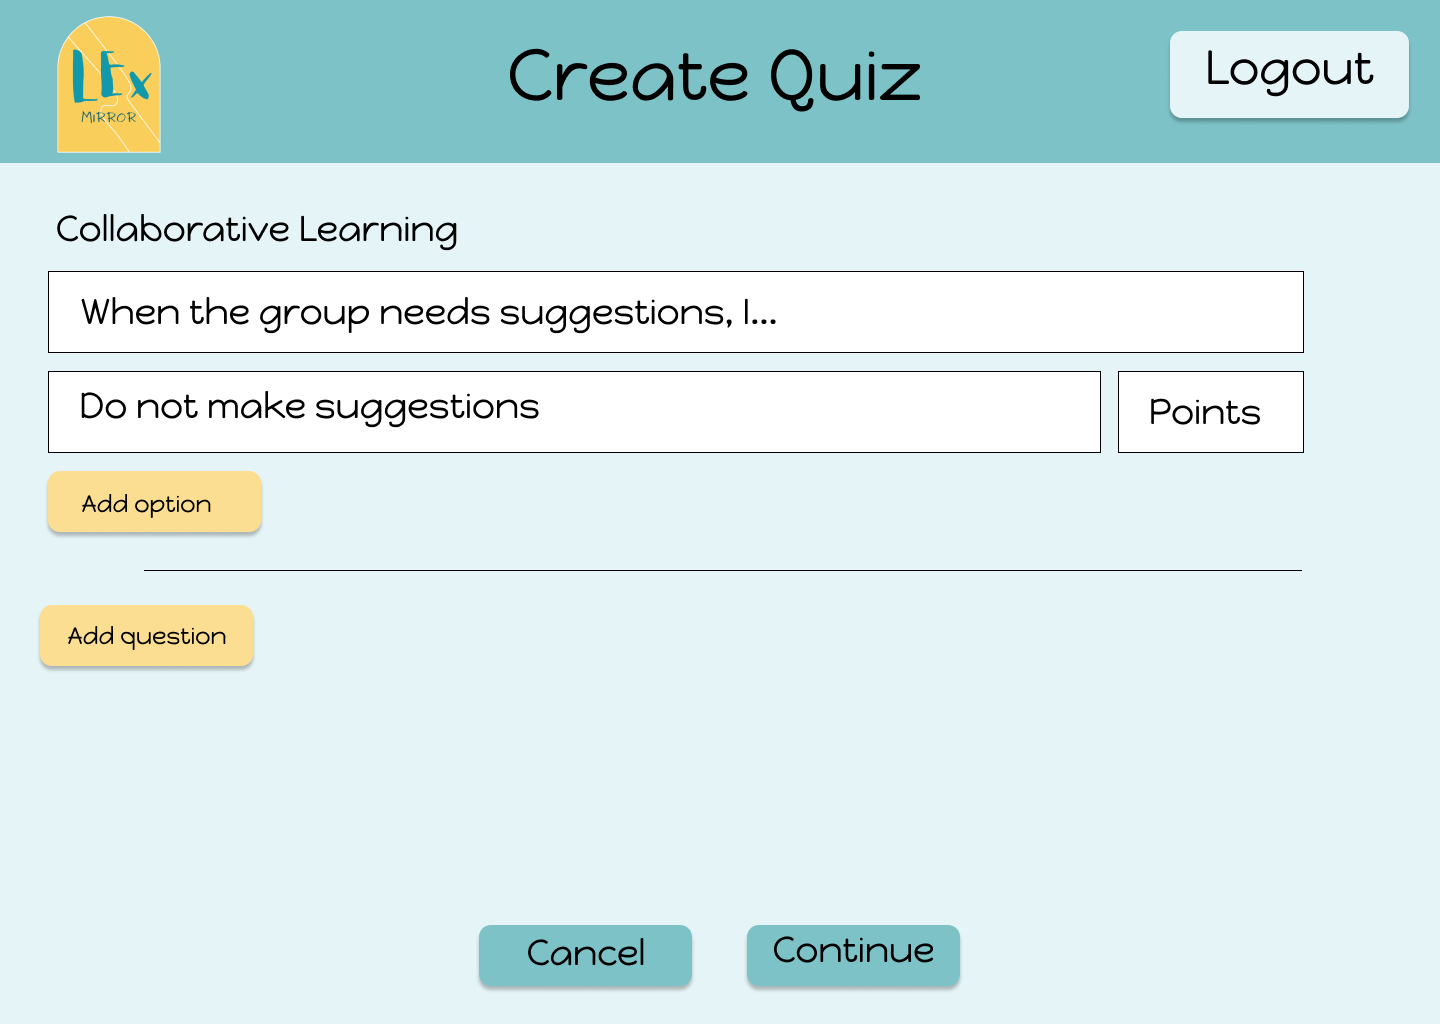 LEx
MIRROR
Create Quiz
Logout
Collaborative Learning
When the group needs suggestions, I...
Do not make suggestions
Points
Add option
Add question
Cancel
Continue